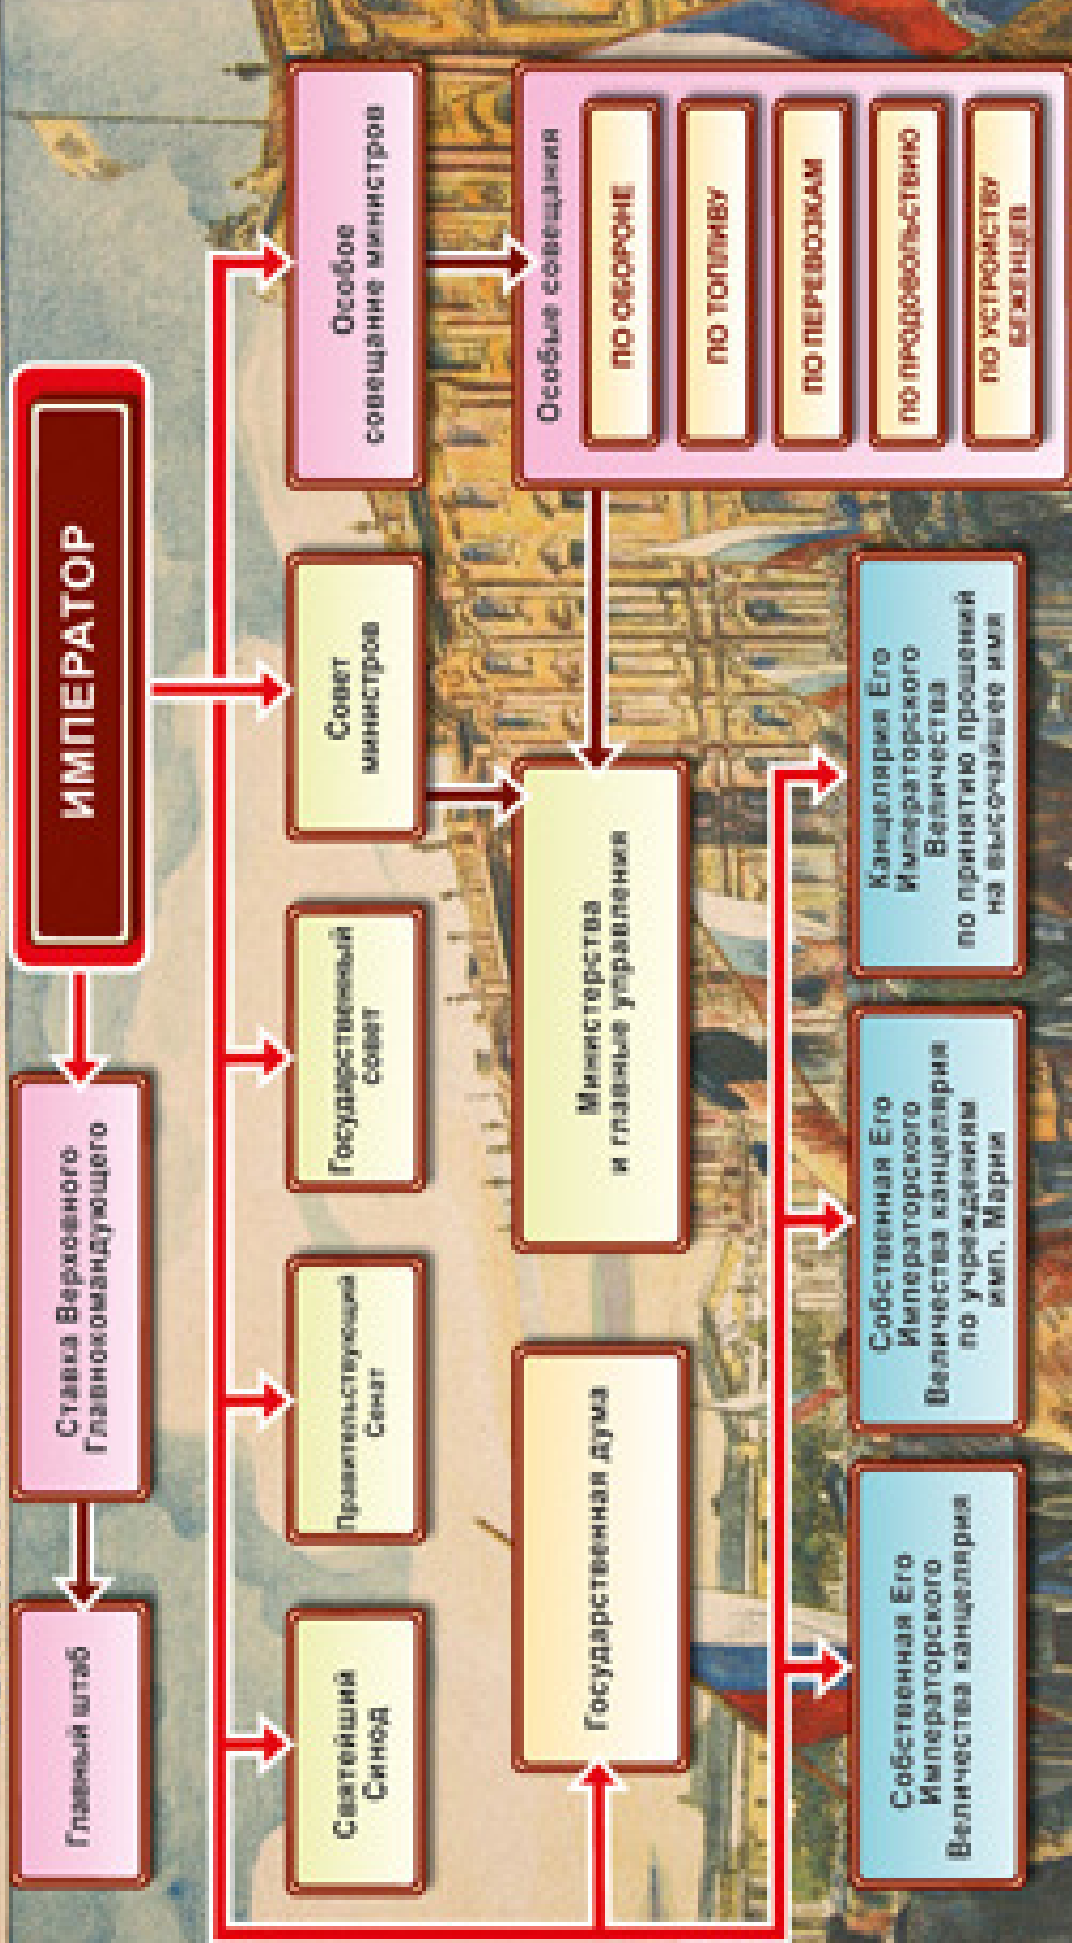 ИМПЕРАТОР
Главный штаб
Ставка Верховного
Главнокомандующего
Святейший
Синод
Правительствующий
Сенат
Государственный
совет
Совет
министров
Особое
совещание министров
Государственная дума
Министерства
и главные управления
Особые совещания
ПО ОБОРОНЕ
ПО ТОПЛИВУ
ПО ПЕРЕВОЗКАМ
ПО ПРОДОВОЛЬСТВИЮ
ПО УСТРОЙСТВУ
БЕЖЕНЦЕВ
Собственная Его
Императорского
Величества канцелярия
Собственная Его
Императорского
Величества канцелярия
по учреждениям
имп. Марии
Канцелярия Его
Императорского
Величества
по принятию прошений
на высочайшее имя